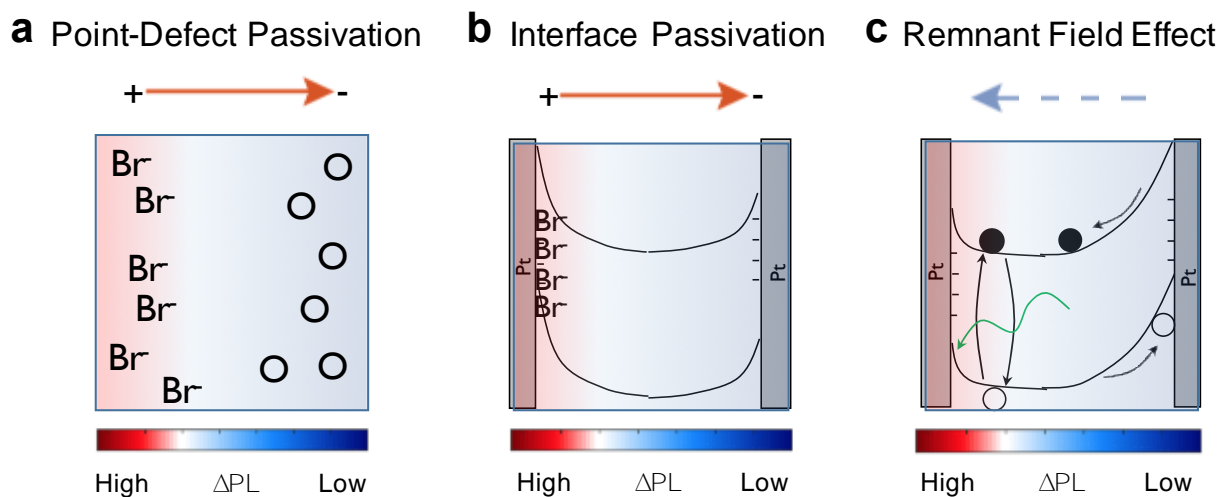 a Point-Defect Passivation
+ -
Br-
Br-
Br-
Br-
Br-
Br-
High ΔPL Low
b Interface Passivation
+ -
Br-
Br-
Br-
Br-
Pt
Pt
High ΔPL Low
c Remnant Field Effect
Pt
Pt
High ΔPL Low